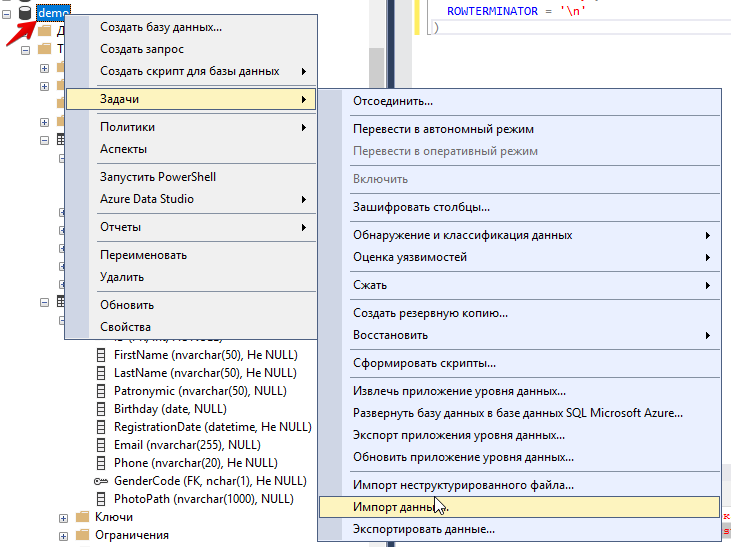 demo
ROWTERMINATOR = '\n'
)
Создать базу данных...
Создать запрос
Создать скрипт для базы данных
Задачи
Политики
Аспекты
Запустить PowerShell
Azure Data Studio
Отчеты
Переименовать
Удалить
Обновить
Свойства
Отсоединить...
Перевести в автономный режим
Перевести в оперативный режим
Включить
Зашифровать столбцы...
Обнаружение и классификация данных
Оценка уязвимостей
Сжать
Создать резервную копию...
Восстановить
Сформировать скрипты...
Извлечь приложение уровня данных...
Развернуть базу данных в базе данных SQL Microsoft Azure...
Экспорт приложения уровня данных...
Обновить приложение уровня данных...
Импорт неструктурированного файла...
Импорт данных...
Экспортировать данные...
FirstName (nvarchar(50), Не NULL)
LastName (nvarchar(50), Не NULL)
Patronymic (nvarchar(50), NULL)
Birthday (date, NULL)
RegistrationDate (datetime, Не NULL)
Email (nvarchar(255), NULL)
Phone (nvarchar(20), Не NULL)
GenderCode (FK, nchar(1), Не NULL)
PhotoPath (nvarchar(1000), NULL)
Ключи
Ограничения